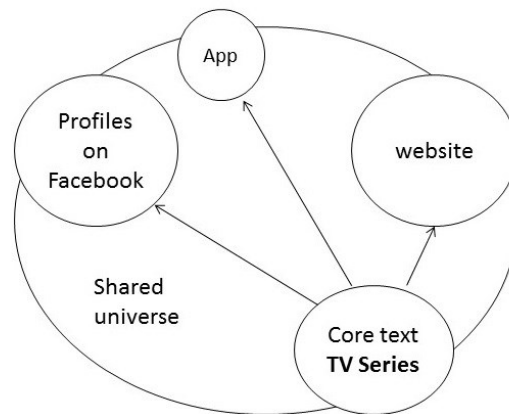 App
Profiles
on
Facebook
website
Shared
universe
Core text
TV Series